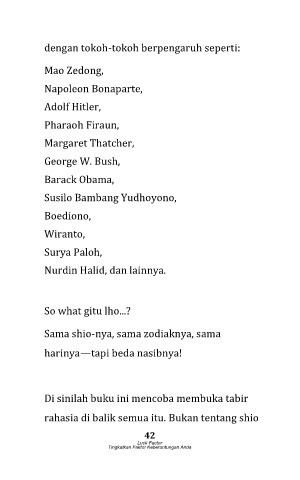 dengan tokoh-tokoh berpengaruh seperti:
Mao Zedong,
Napoleon Bonaparte,
Adolf Hitler,
Pharaoh Firaun,
Margaret Thatcher,
George W. Bush,
Barack Obama,
Susilo Bambang Yudhoyono,
Boediono,
Wiranto,
Surya Paloh,
Nurdin Halid, dan lainnya.
So what gitu lho...?
Sama shio-nya, sama zodiaknya, sama
harinya—tapi beda nasibnya!
Di sinilah buku ini mencoba membuka tabir
rahasia di balik semua itu. Bukan tentang shio
42
Luck Factor
Tingkatkan Faktor Keberuntungan Anda